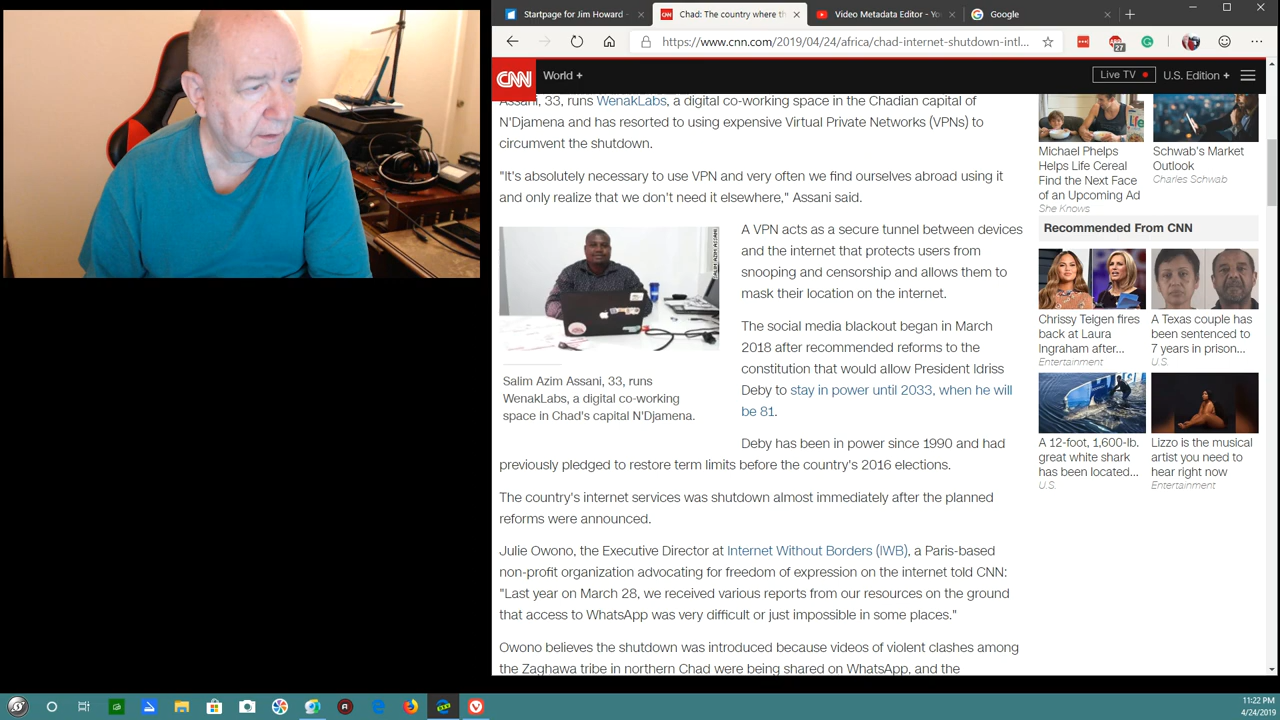 Startpage for Jim Howard -
Chad: The country where th
Video Metadata Editor - Yo
Google
https://www.cnn.com/2019/04/24/africa/chad-internet-shutdown-intl...
27
CNN
World +
Live TV
U.S. Edition +
Assani, 33, runs WenakLabs, a digital co-working space in the Chadian capital of
N'Djamena and has resorted to using expensive Virtual Private Networks (VPNs) to
circumvent the shutdown.
"It's absolutely necessary to use VPN and very often we find ourselves abroad using it
and only realize that we don't need it elsewhere," Assani said.
A VPN acts as a secure tunnel between devices
and the internet that protects users from
snooping and censorship and allows them to
mask their location on the internet.
The social media blackout began in March
2018 after recommended reforms to the
constitution that would allow President Idriss
Deby to stay in power until 2033, when he will
be 81.
Salim Azim Assani, 33, runs
WenakLabs, a digital co-working
space in Chad's capital N'Djamena.
Deby has been in power since 1990 and had
previously pledged to restore term limits before the country's 2016 elections.
The country's internet services was shutdown almost immediately after the planned
reforms were announced.
Julie Owono, the Executive Director at Internet Without Borders (IWB), a Paris-based
non-profit organization advocating for freedom of expression on the internet told CNN:
"Last year on March 28, we received various reports from our resources on the ground
that access to WhatsApp was very difficult or just impossible in some places."
Owono believes the shutdown was introduced because videos of violent clashes among
the Zaghawa tribe in northern Chad were being shared on WhatsApp, and the
Life
Michael Phelps
Helps Life Cereal
Find the Next Face
of an Upcoming Ad
She Knows
Schwab's Market
Outlook
Charles Schwab
Recommended From CNN
Chrissy Teigen fires
back at Laura
Ingraham after...
Entertainment
A Texas couple has
been sentenced to
7 years in prison...
U.S.
A 12-foot, 1,600-lb.
great white shark
has been located...
U.S.
Lizzo is the musical
artist you need to
hear right now
Entertainment
11:22 PM
4/24/2019